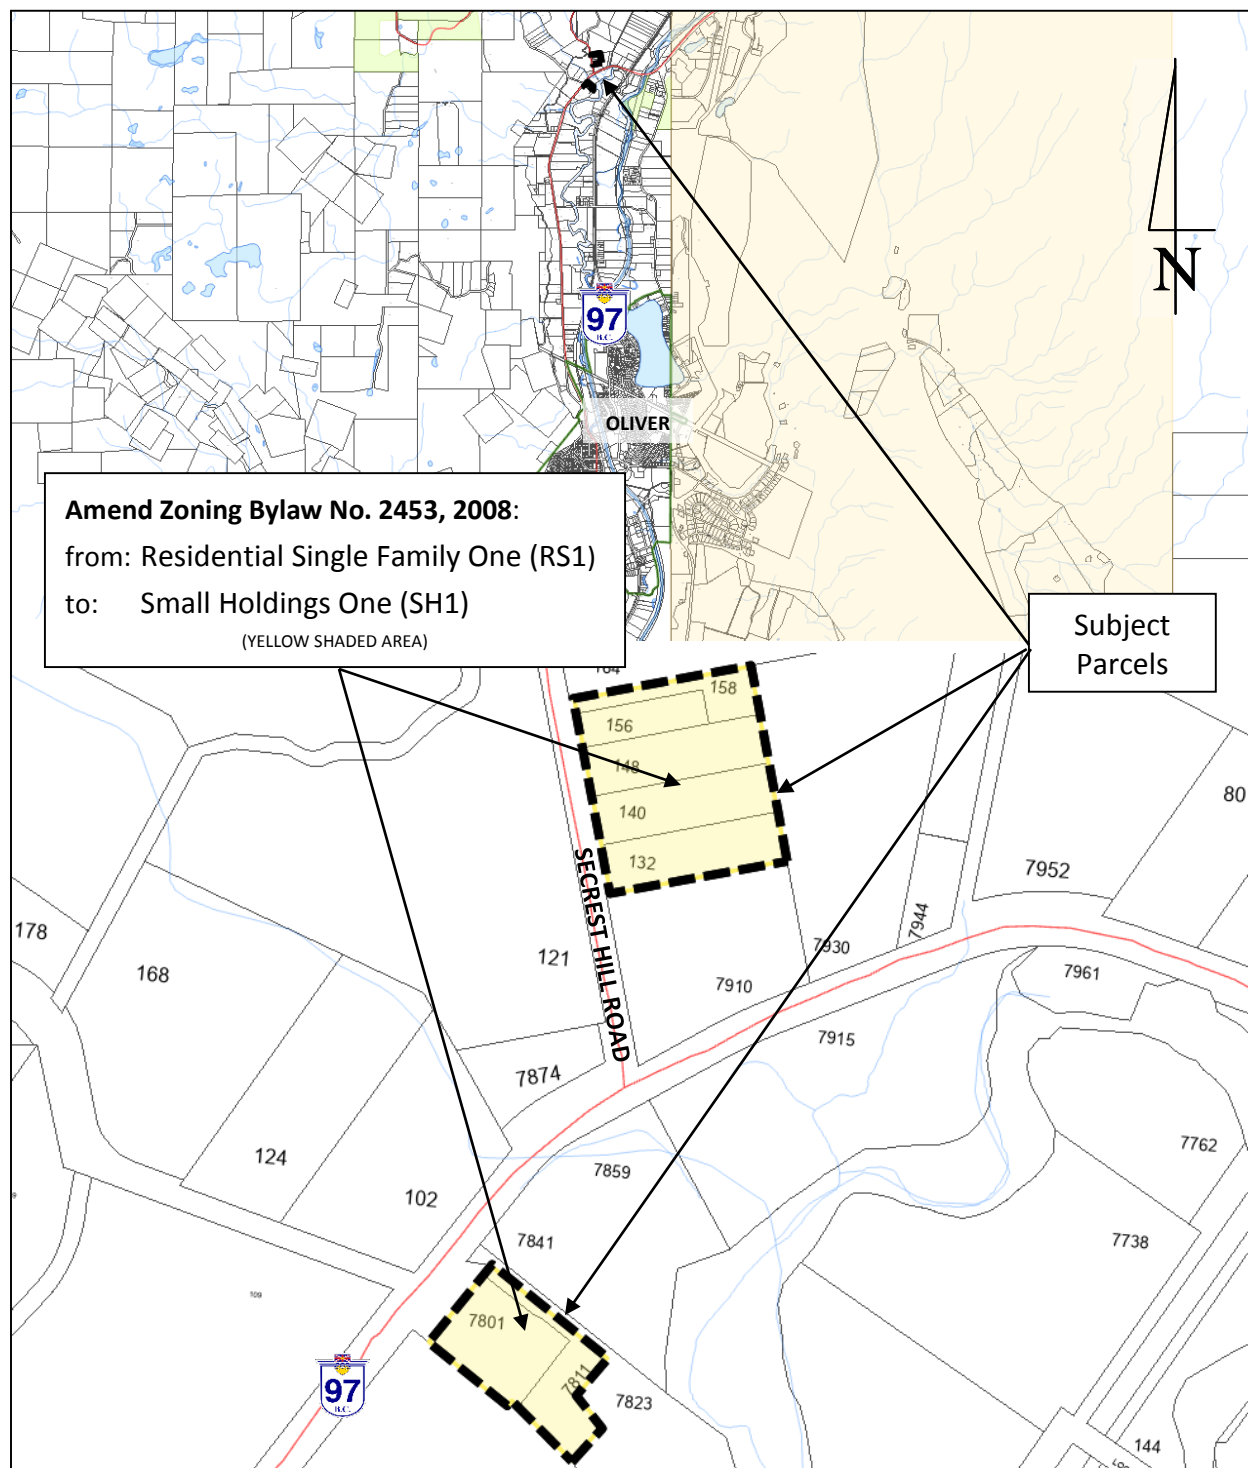 N
97
B.C.
OLIVER
Amend Zoning Bylaw No. 2453, 2008:
from: Residential Single Family One (RS1)
to: Small Holdings One (SH1)
(YELLOW SHADED AREA)
Subject
Parcels
158
156
148
140
132
SECREST HILL ROAD
80
7952
7944
7930
7910
7961
7915
178
168
121
7874
124
102
7859
7841
7762
7738
109
7801
7811
7823
97
B.C.
144